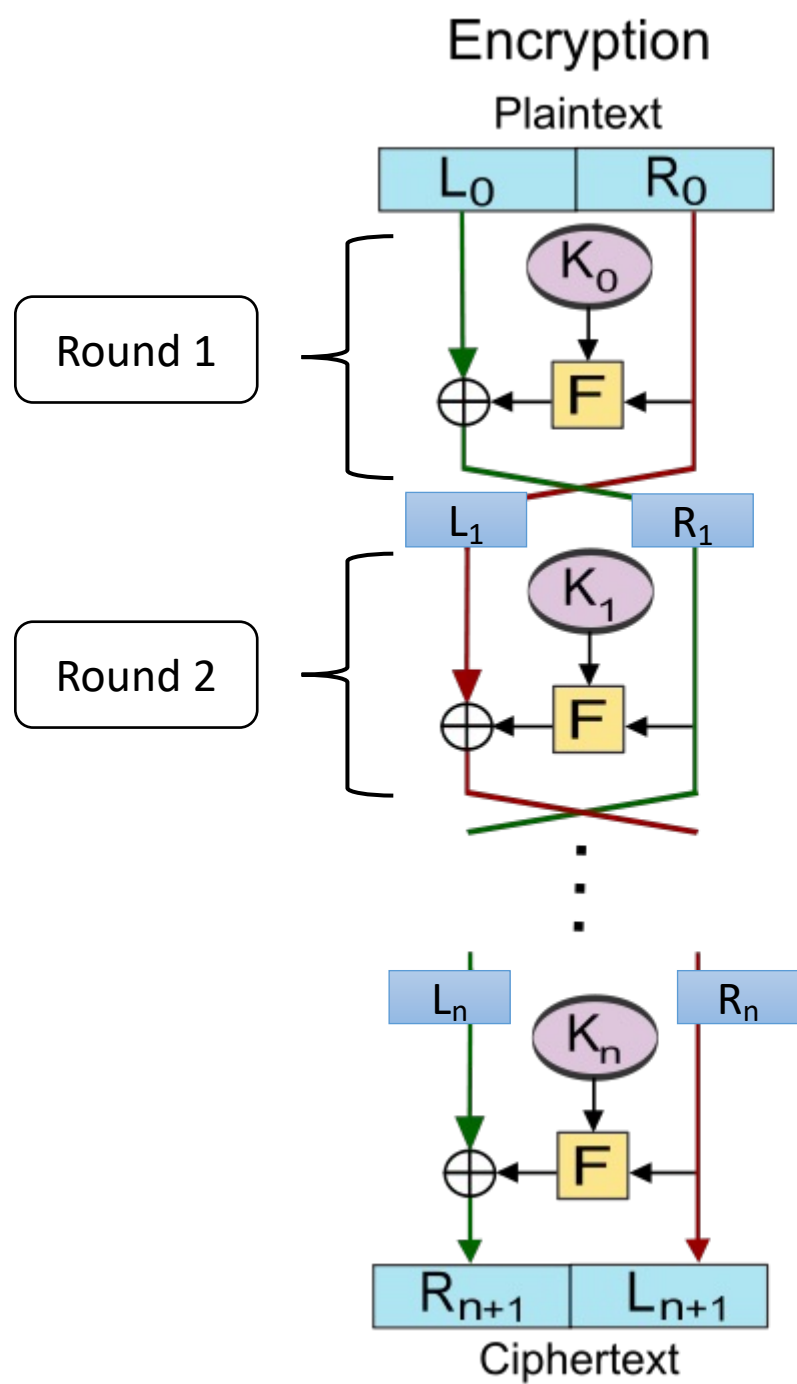 Encryption
Plaintext
L₀ R₀
K₀
Round 1
F
L₁ R₁
K₁
Round 2
F
Lₙ Rₙ
Kₙ
F
Rₙ₊₁ Lₙ₊₁
Ciphertext